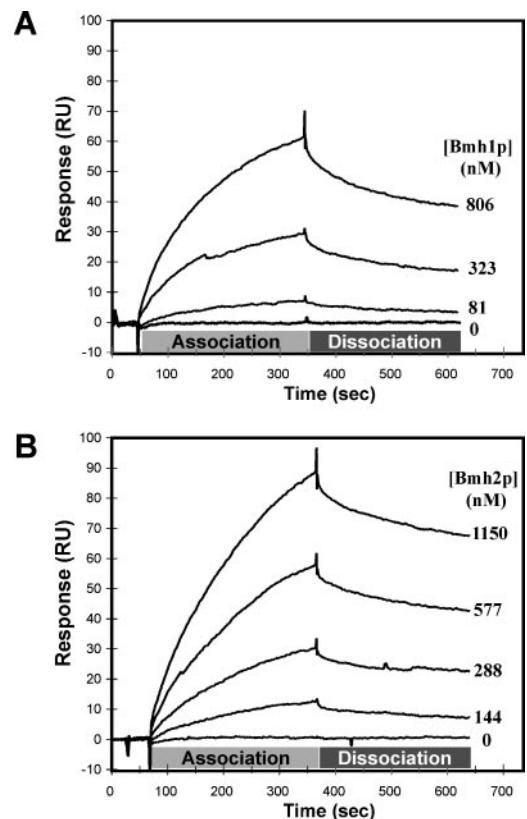 A
Response (RU)
100
90
80
70
60
50
40
30
20
10
0
-10
[Bmh1p]
(nM)
806
323
81
0
Association Dissociation
0 100 200 300 400 500 600 700
Time (sec)
B
Response (RU)
100
90
80
70
60
50
40
30
20
10
0
-10
[Bmh2p]
(nM)
1150
577
288
144
0
Association Dissociation
0 100 200 300 400 500 600 700
Time (sec)